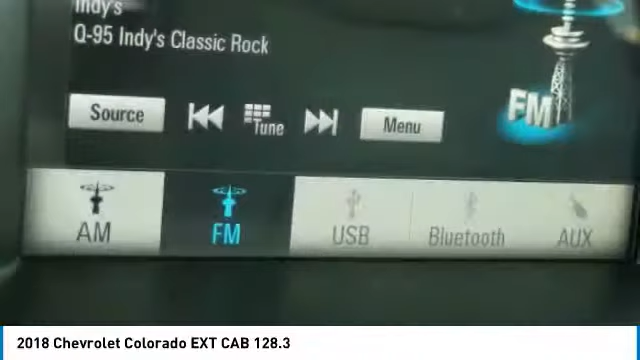 Indy's
Q-95 Indy's Classic Rock
FM
Source
Tune
Menu
AM
FM
USB
Bluetooth
AUX
2018 Chevrolet Colorado EXT CAB 128.3